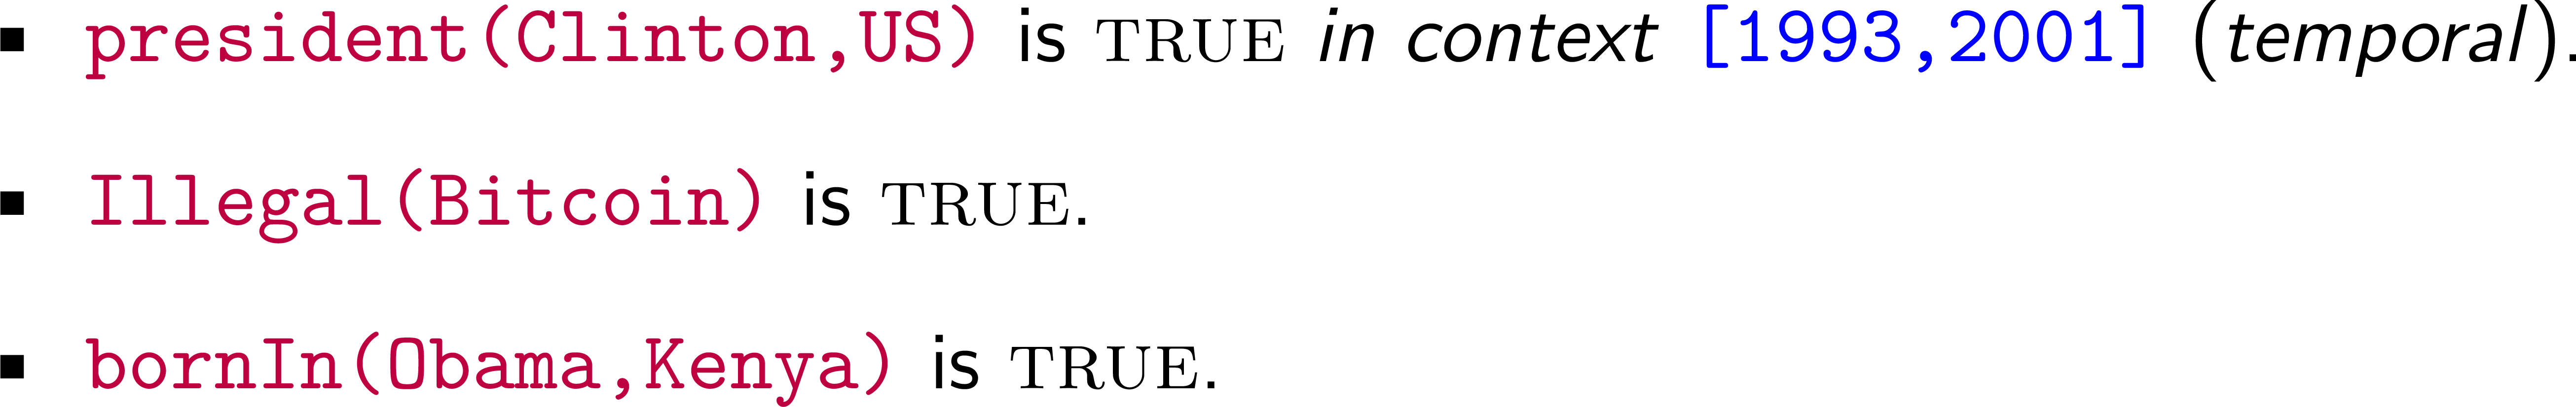 ▪ president(Clinton,US) is TRUE in context [1993,2001] (temporal).
▪ Illegal(Bitcoin) is TRUE.
▪ bornIn(Obama,Kenya) is TRUE.